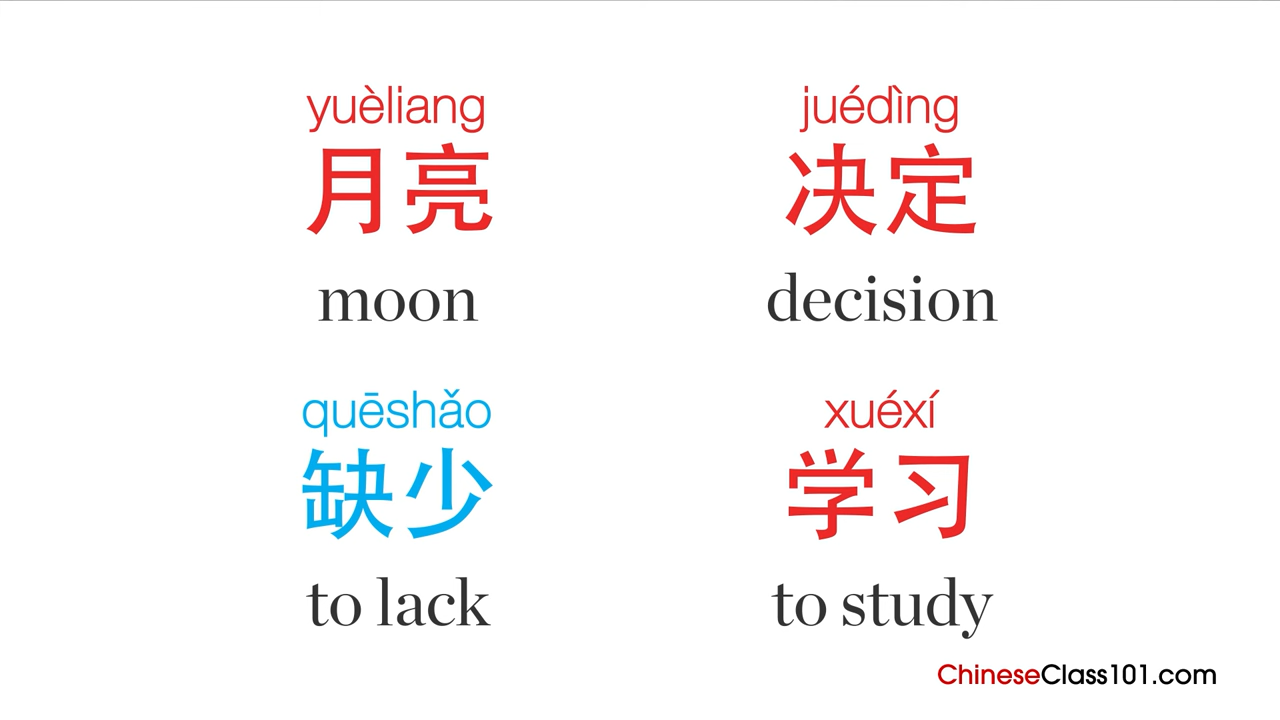 yuèliang
月亮
moon
juédìng
决定
decision
quēshǎo
缺少
to lack
xuéxí
学习
to study
ChineseClass101.com